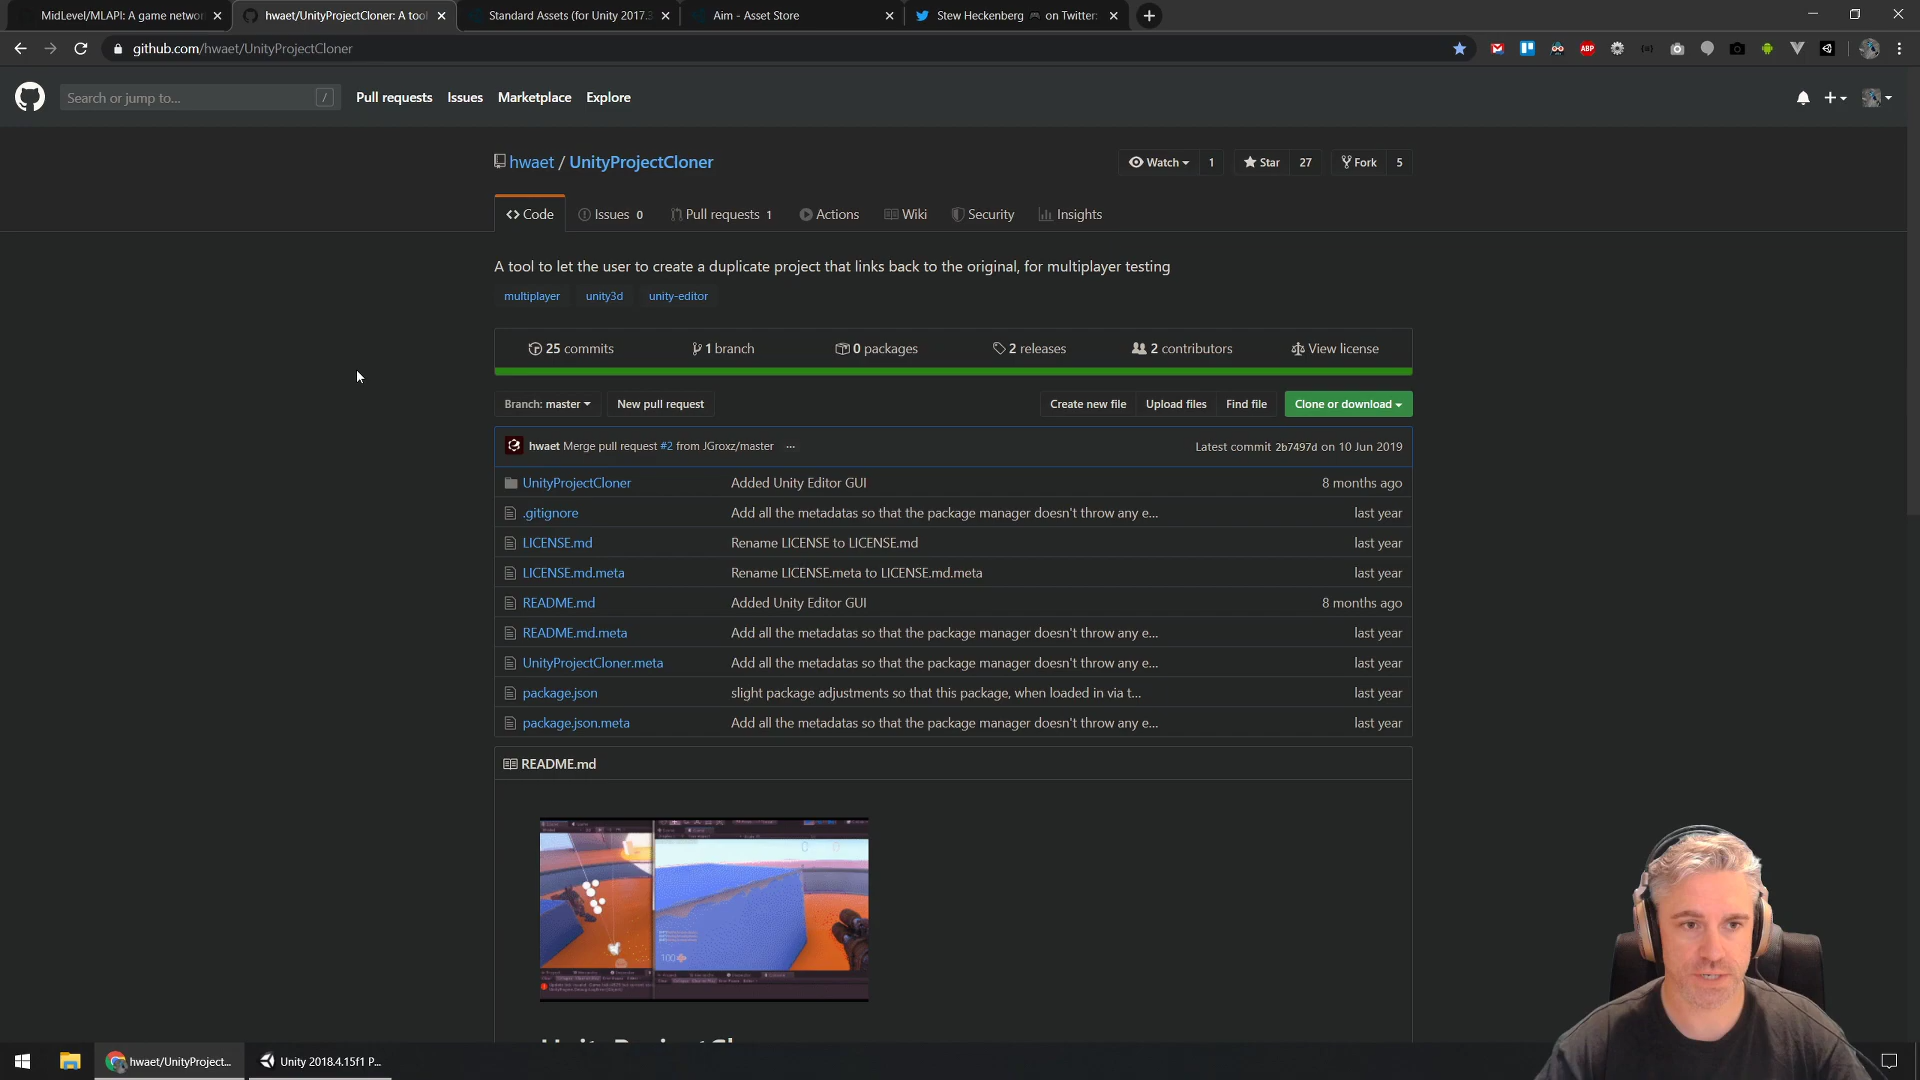 MidLevel/MLAPI: A game networ
hwaet/UnityProjectCloner: A tool
Standard Assets (for Unity 2017.3
Aim - Asset Store
Stew Heckenberg 🎮 on Twitter:
github.com/hwaet/UnityProjectCloner
ABP
Search or jump to...
/
Pull requests
Issues
Marketplace
Explore
hwaet / UnityProjectCloner
Watch
1
Star
27
Fork
5
Code
Issues 0
Pull requests 1
Actions
Wiki
Security
Insights
A tool to let the user to create a duplicate project that links back to the original, for multiplayer testing
multiplayer
unity3d
unity-editor
25 commits
1 branch
0 packages
2 releases
2 contributors
View license
Branch: master
New pull request
Create new file
Upload files
Find file
Clone or download
hwaet Merge pull request #2 from JGroxz/master ...
Latest commit 2b7497d on 10 Jun 2019
UnityProjectCloner
Added Unity Editor GUI
8 months ago
.gitignore
Add all the metadatas so that the package manager doesn't throw any e...
last year
LICENSE.md
Rename LICENSE to LICENSE.md
last year
LICENSE.md.meta
Rename LICENSE.meta to LICENSE.md.meta
last year
README.md
Added Unity Editor GUI
8 months ago
README.md.meta
Add all the metadatas so that the package manager doesn't throw any e...
last year
UnityProjectCloner.meta
Add all the metadatas so that the package manager doesn't throw any e...
last year
package.json
slight package adjustments so that this package, when loaded in via t...
last year
package.json.meta
Add all the metadatas so that the package manager doesn't throw any e...
last year
README.md
100
hwaet/UnityProject...
Unity 2018.4.15f1 P...